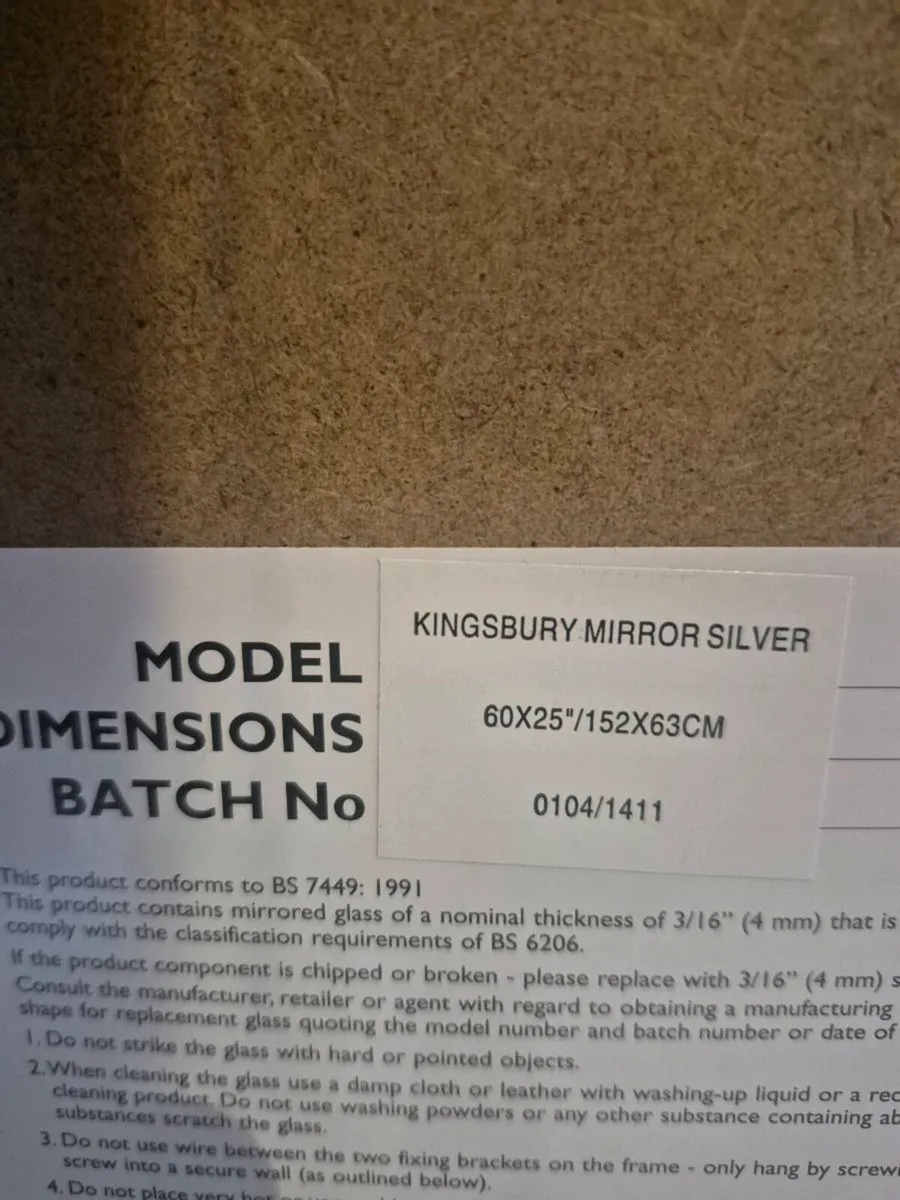 KINGSBURY MIRROR SILVER
MODEL
60X25"/152X63CM
DIMENSIONS
0104/1411
BATCH No
This product conforms to BS 7449: 1991
This product contains mirrored glass of a nominal thickness of 3/16” (4 mm) that is
comply with the classification requirements of BS 6206.
If the product component is chipped or broken - please replace with 3/16” (4 mm) s
Consult the manufacturer, retailer or agent with regard to obtaining a manufacturing
shape for replacement glass quoting the model number and batch number or date of
1. Do not strike the glass with hard or pointed objects.
2. When cleaning the glass use a damp cloth or leather with washing-up liquid or a rec
cleaning product. Do not use washing powders or any other substance containing ab
substances scratch the glass.
3. Do not use wire between the two fixing brackets on the frame - only hang by screwi
screw into a secure wall (as outlined below).
4. Do not place very hot